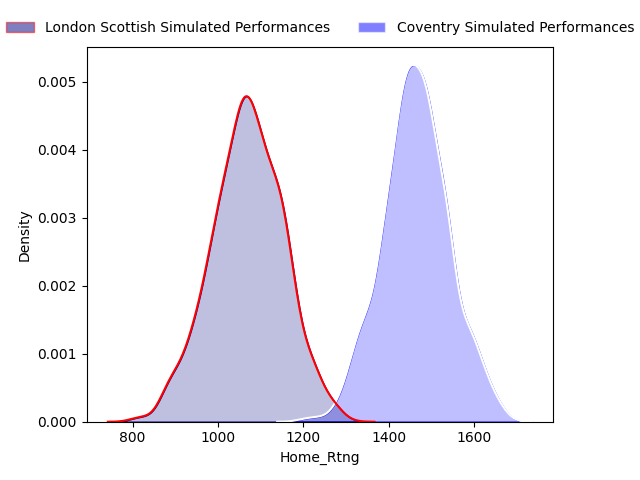 London Scottish Simulated Performances
Coventry Simulated Performances
0.005
0.004
0.003
0.002
0.001
0.000
Density
800 1000 1200 1400 1600
Home_Rtng